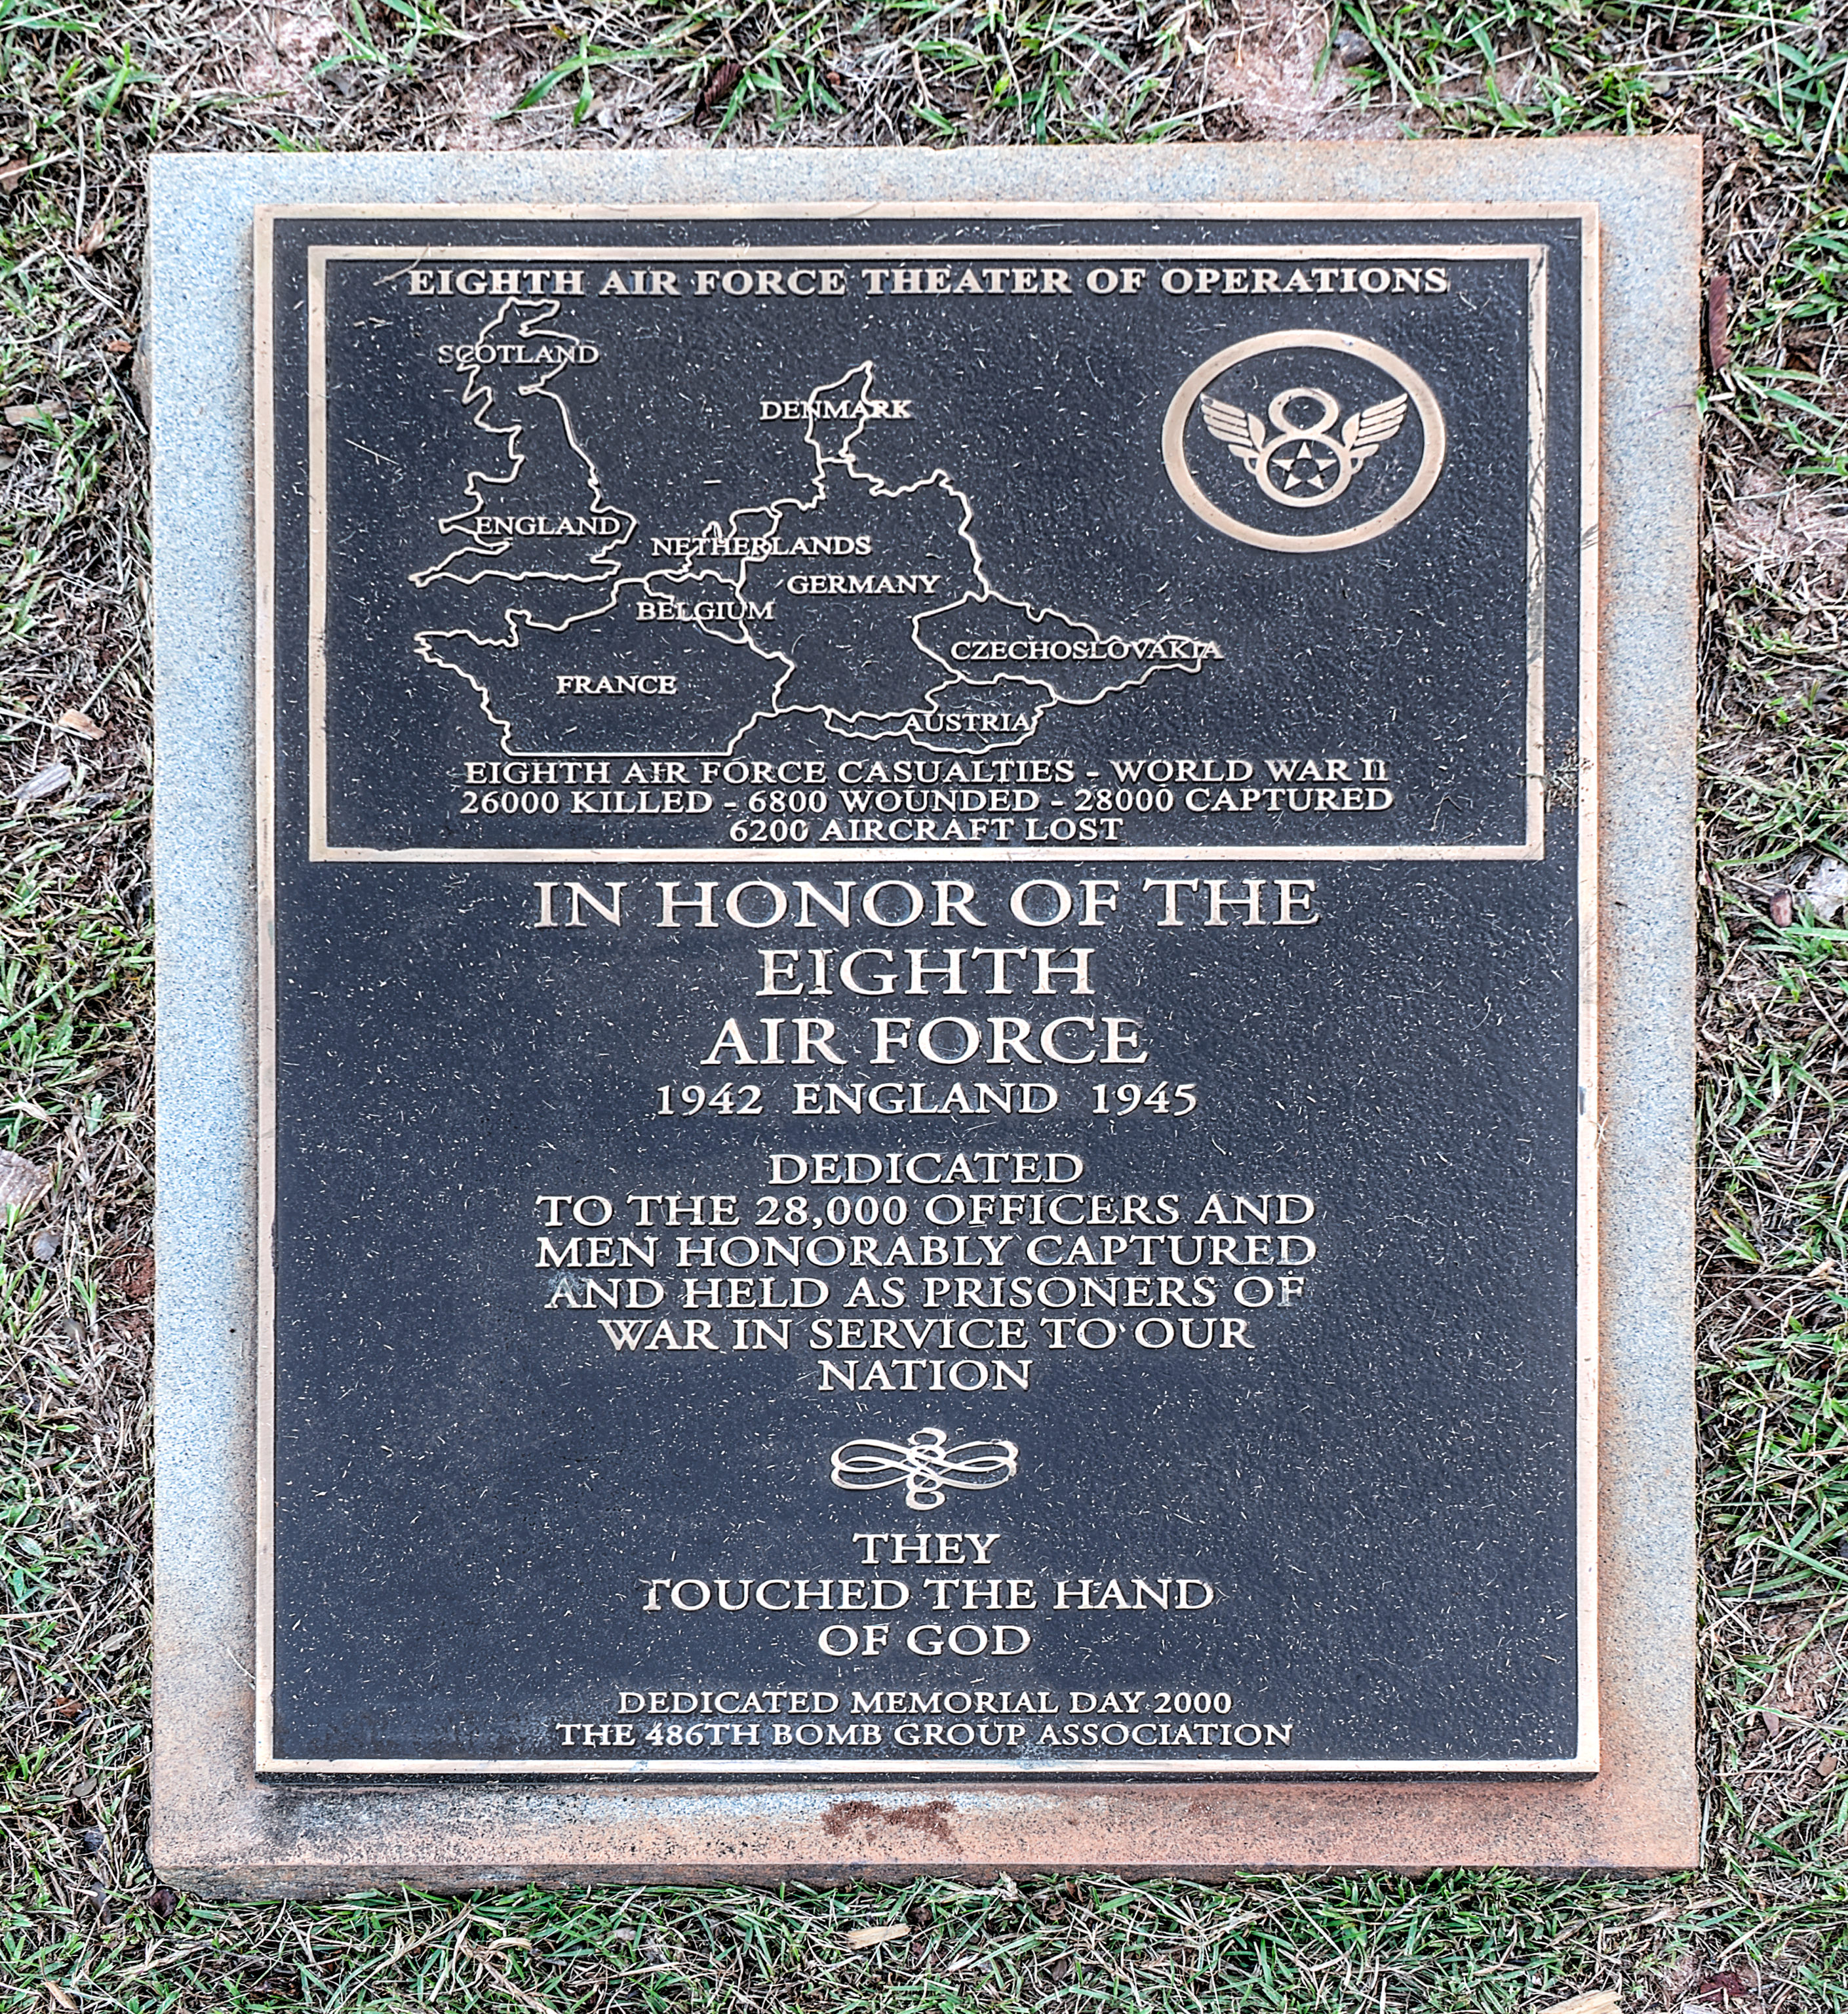 EIGHTH AIR FORCE THEATER OF OPERATIONS
SCOTLAND
DENMARK
8
ENGLAND
NETHERLANDS
GERMANY
BELGIUM
CZECHOSLOVAKIA
FRANCE
AUSTRIA
EIGHTH AIR FORCE CASUALTIES - WORLD WAR II
26000 KILLED - 6800 WOUNDED - 28000 CAPTURED
6200 AIRCRAFT LOST
IN HONOR OF THE
EIGHTH
AIR FORCE
1942 ENGLAND 1945
DEDICATED
TO THE 28,000 OFFICERS AND
MEN HONORABLY CAPTURED
AND HELD AS PRISONERS OF
WAR IN SERVICE TO OUR
NATION
THEY
TOUCHED THE HAND
OF GOD
DEDICATED MEMORIAL DAY 2000
THE 486TH BOMB GROUP ASSOCIATION